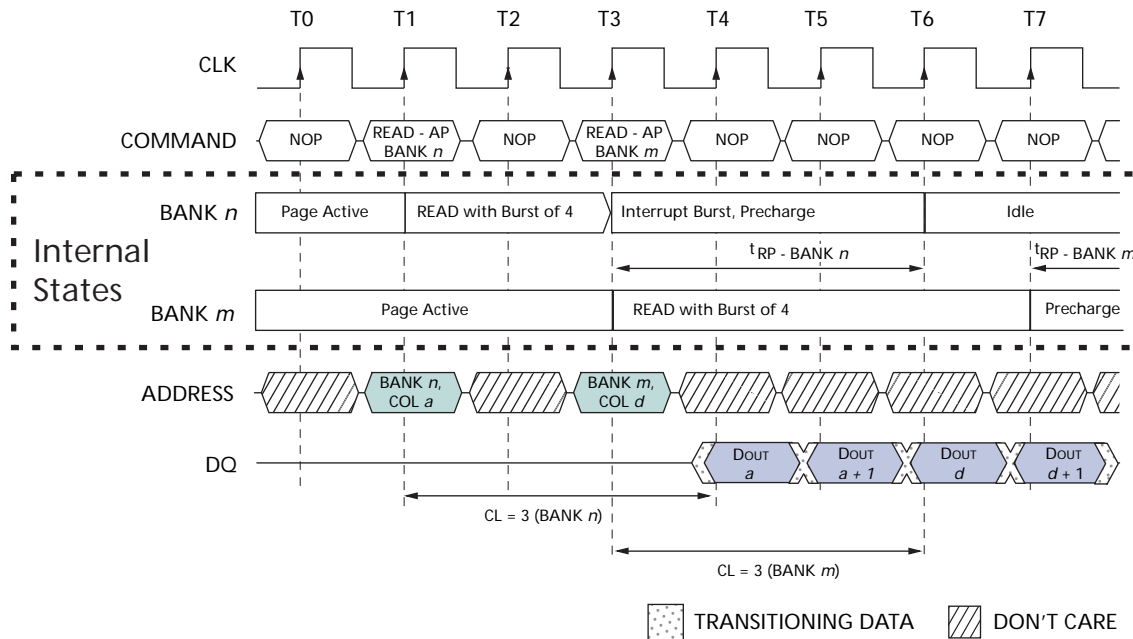 T0 T1 T2 T3 T4 T5 T6 T7
CLK
COMMAND NOP READ - AP BANK n NOP READ - AP BANK m NOP NOP NOP NOP
Internal States
BANK n Page Active READ with Burst of 4 Interrupt Burst, Precharge Idle
tRP - BANK n tRP - BANK m
BANK m Page Active READ with Burst of 4 Precharge
ADDRESS BANK n, COL a BANK m, COL d
DQ DOUT a DOUT a + 1 DOUT d DOUT d + 1
CL = 3 (BANK n)
CL = 3 (BANK m)
TRANSITIONING DATA DON'T CARE